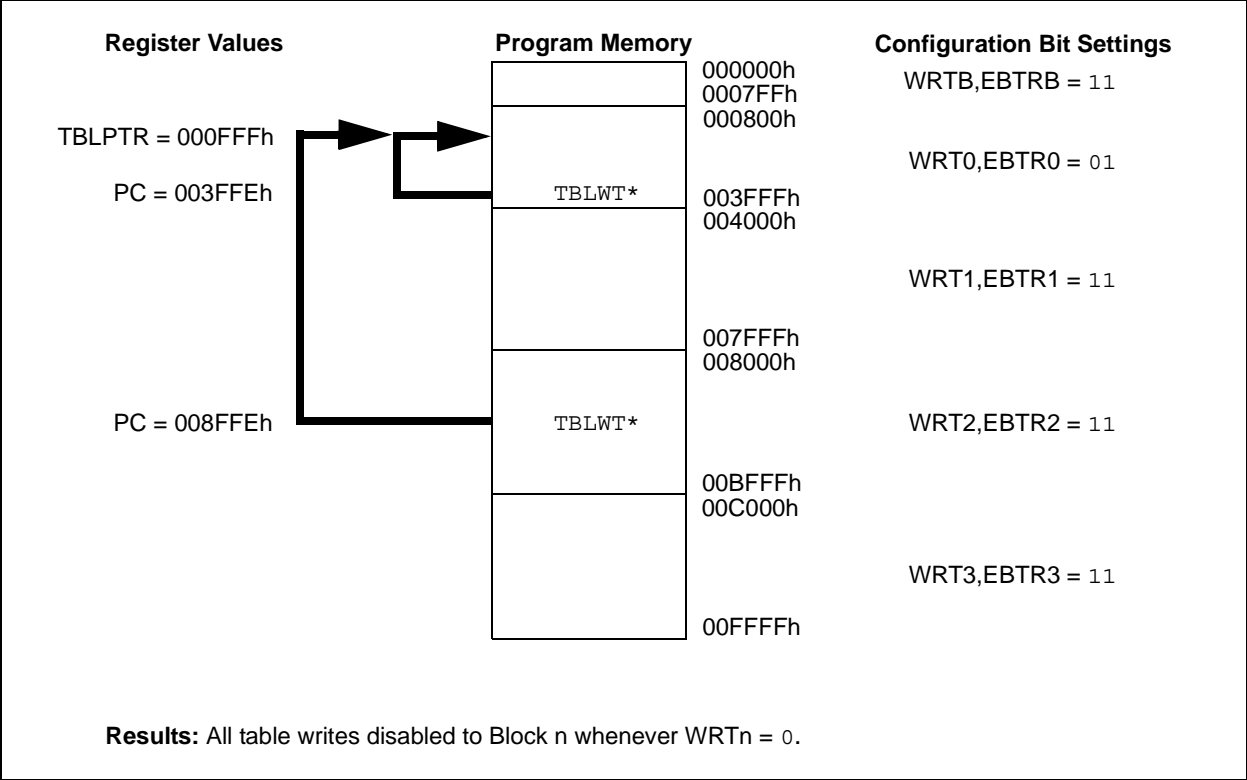 Register Values Program Memory Configuration Bit Settings
000000h
WRTB,EBTRB = 11
0007FFh
000800h
TBLPTR = 000FFFh
WRT0,EBTR0 = 01
PC = 003FFEh TBLWT* 003FFFh
004000h
WRT1,EBTR1 = 11
007FFFh
008000h
PC = 008FFEh TBLWT* WRT2,EBTR2 = 11
00BFFFh
00C000h
WRT3,EBTR3 = 11
00FFFFh
Results: All table writes disabled to Block n whenever WRTn = 0.